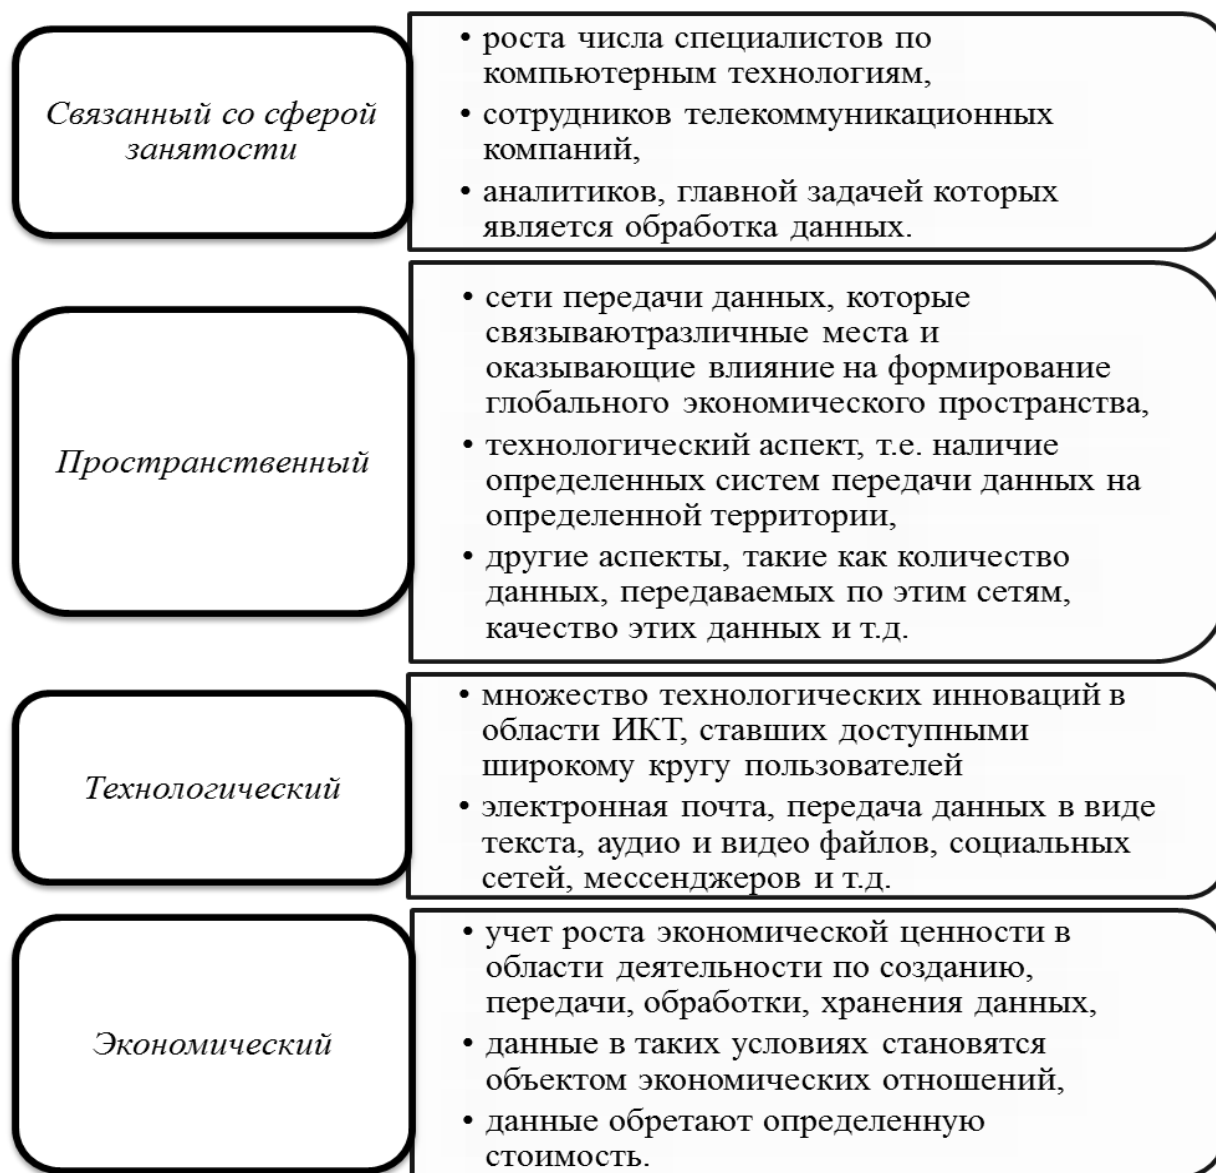 Связанный со сферой
занятости
• роста числа специалистов по
компьютерным технологиям,
• сотрудников телекоммуникационных
компаний,
• аналитиков, главной задачей которых
является обработка данных.
Пространственный
• сети передачи данных, которые
связываютразличные места и
оказывающие влияние на формирование
глобального экономического пространства,
• технологический аспект, т.е. наличие
определенных систем передачи данных на
определенной территории,
• другие аспекты, такие как количество
данных, передаваемых по этим сетям,
качество этих данных и т.д.
Технологический
• множество технологических инноваций в
области ИКТ, ставших доступными
широкому кругу пользователей
• электронная почта, передача данных в виде
текста, аудио и видео файлов, социальных
сетей, мессенджеров и т.д.
Экономический
• учет роста экономической ценности в
области деятельности по созданию,
передачи, обработки, хранения данных,
• данные в таких условиях становятся
объектом экономических отношений,
• данные обретают определенную
стоимость.